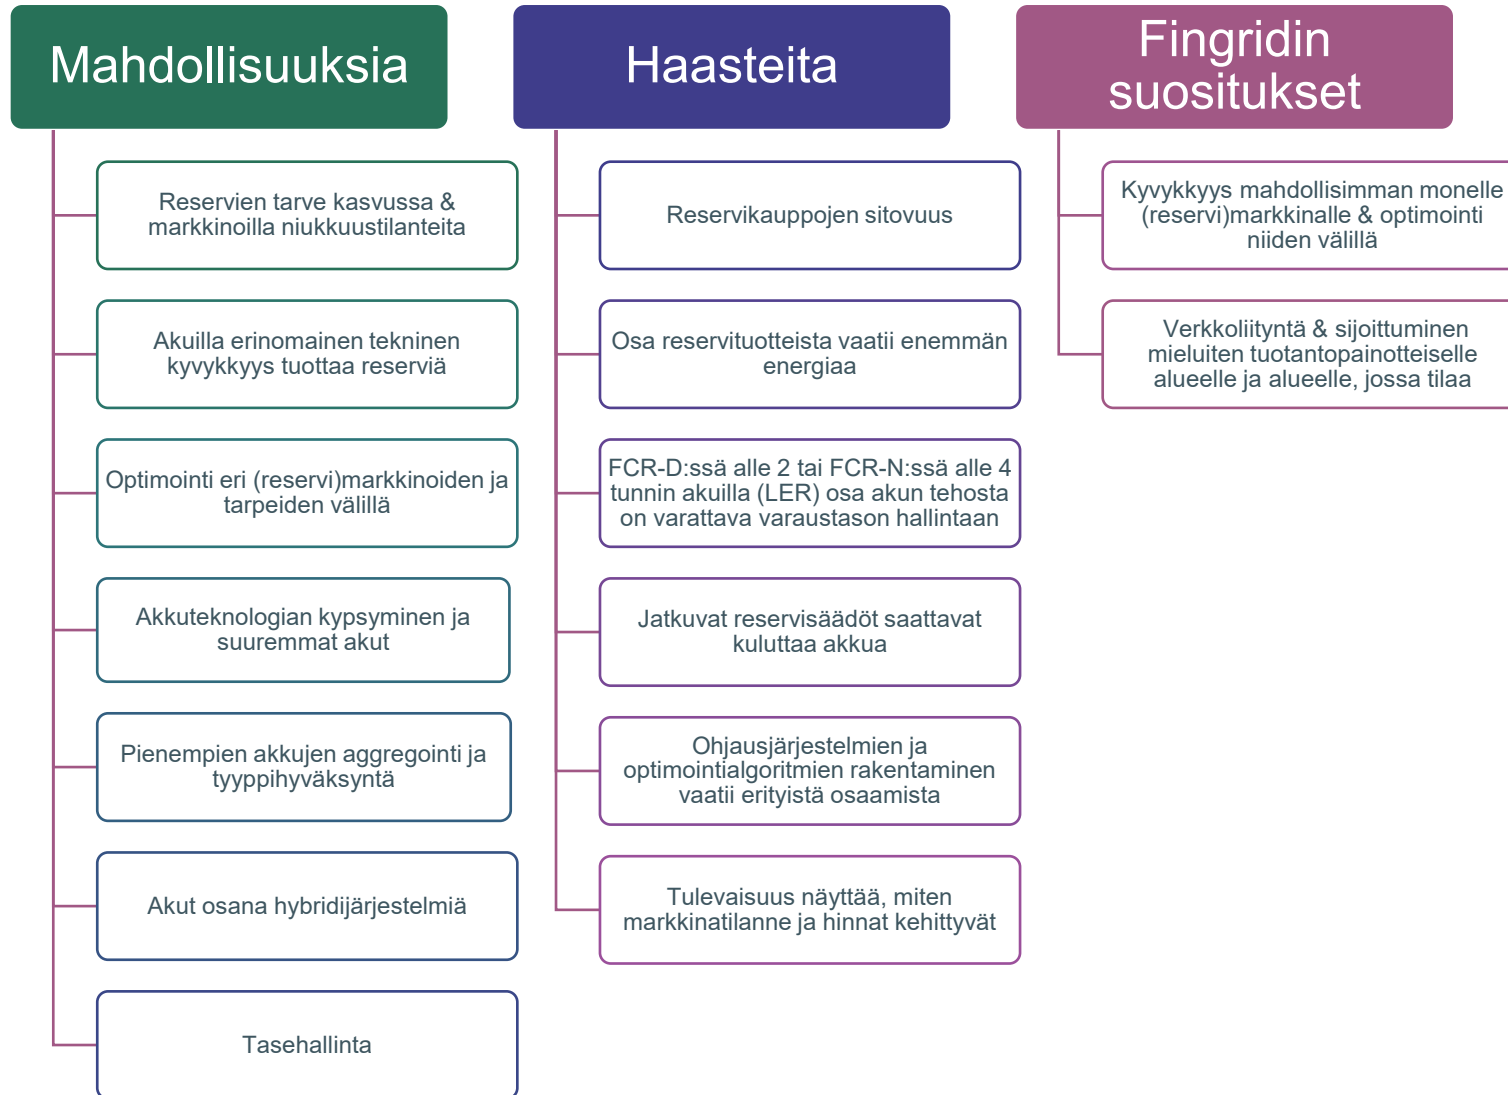 Mahdollisuuksia
Reservien tarve kasvussa &
markkinoilla niukkuustilanteita
Akuilla erinomainen tekninen
kyvykkyys tuottaa reserviä
Optimointi eri (reservi)markkinoiden ja
tarpeiden välillä
Akkuteknologian kypsyminen ja
suuremmat akut
Pienempien akkujen aggregointi ja
tyyppihyväksyntä
Akut osana hybridijärjestelmiä
Tasehallinta
Haasteita
Reservikauppojen sitovuus
Osa reservituotteista vaatii enemmän
energiaa
FCR-D:ssä alle 2 tai FCR-N:ssä alle 4
tunnin akuilla (LER) osa akun tehosta
on varattava varaustason hallintaan
Jatkuvat reservisäädöt saattavat
kuluttaa akkua
Ohjausjärjestelmien ja
optimointialgoritmien rakentaminen
vaatii erityistä osaamista
Tulevaisuus näyttää, miten
markkinatilanne ja hinnat kehittyvät
Fingridin
suositukset
Kyvykkyys mahdollisimman monelle
(reservi)markkinalle & optimointi
niiden välillä
Verkkoliityntä & sijoittuminen
mieluiten tuotantopainotteiselle
alueelle ja alueelle, jossa tilaa